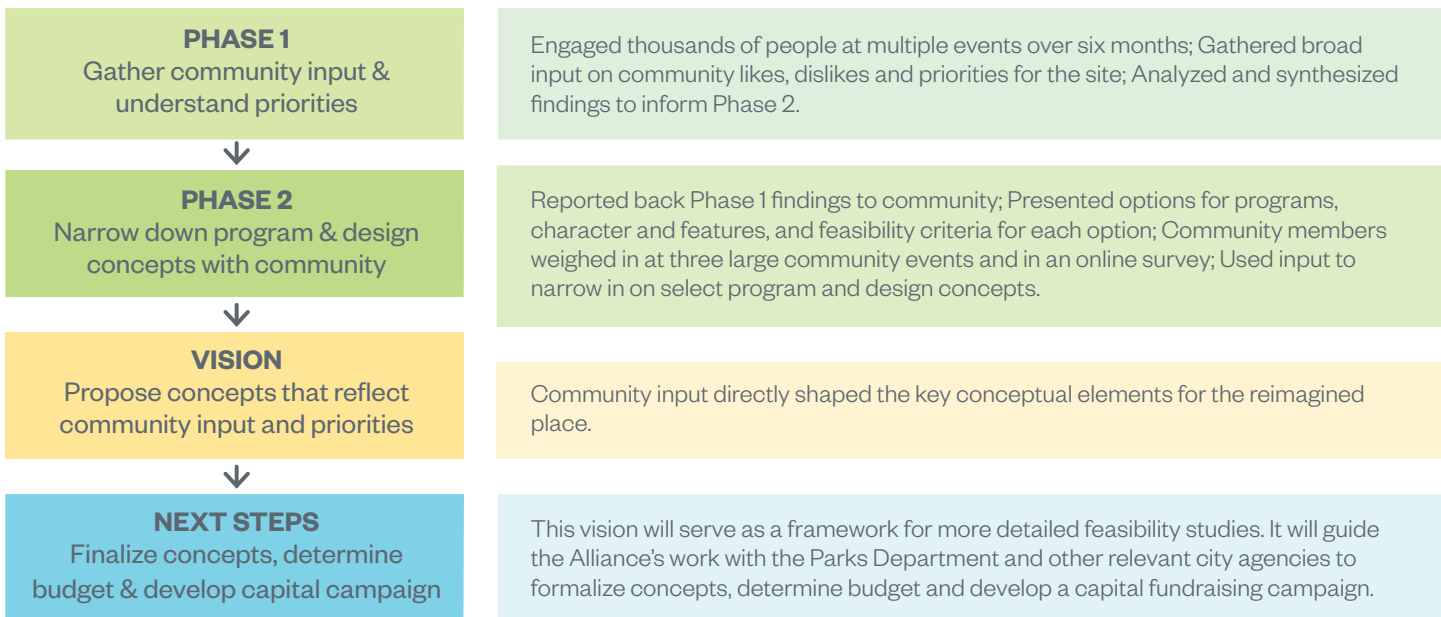 PHASE 1
Gather community input &
understand priorities
Engaged thousands of people at multiple events over six months; Gathered broad
input on community likes, dislikes and priorities for the site; Analyzed and synthesized
findings to inform Phase 2.
PHASE 2
Narrow down program & design
concepts with community
Reported back Phase 1 findings to community; Presented options for programs,
character and features, and feasibility criteria for each option; Community members
weighed in at three large community events and in an online survey; Used input to
narrow in on select program and design concepts.
VISION
Propose concepts that reflect
community input and priorities
Community input directly shaped the key conceptual elements for the reimagined
place.
NEXT STEPS
Finalize concepts, determine
budget & develop capital campaign
This vision will serve as a framework for more detailed feasibility studies. It will guide
the Alliance’s work with the Parks Department and other relevant city agencies to
formalize concepts, determine budget and develop a capital fundraising campaign.